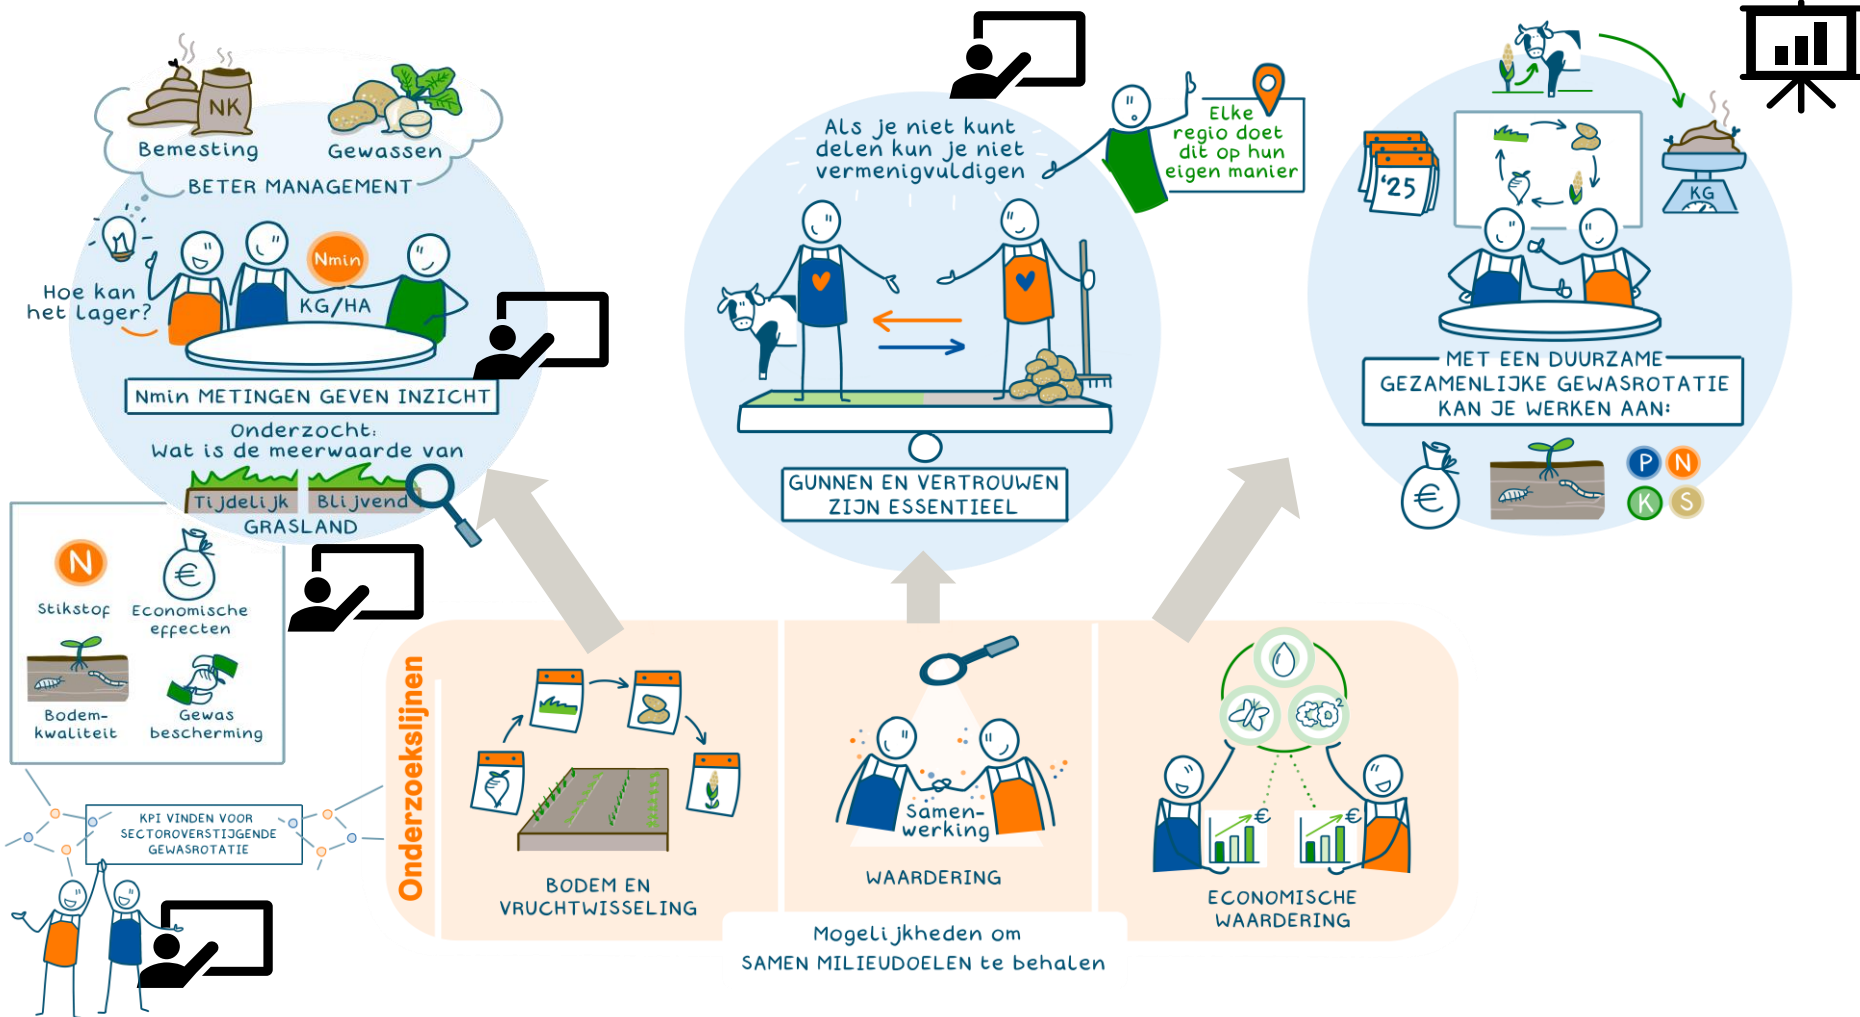 NK
Bemesting
Gewassen
BETER MANAGEMENT
Hoe kan
het lager?
Nmin
KG/HA
Nmin METINGEN GEVEN INZICHT
Onderzocht:
Wat is de meerwaarde van
Tijdelijk
Blijvend
GRASLAND
N
€
Stikstof
Economische
effecten
Bodem-
kwaliteit
Gewas
bescherming
KPI VINDEN VOOR
SECTOROVERSTIJGENDE
GEWASROTATIE
Als je niet kunt
delen kun je niet
vermenigvuldigen
Elke
regio doet
dit op hun
eigen manier
GUNNEN EN VERTROUWEN
ZIJN ESSENTIEEL
'25
KG
MET EEN DUURZAME
GEZAMENLIJKE GEWASROTATIE
KAN JE WERKEN AAN:
€
P
N
K
S
Onderzoekslijnen
BODEM EN
VRUCHTWISSELING
Samen-
werking
WAARDERING
CO2
€
€
ECONOMISCHE
WAARDERING
Mogelijkheden om
SAMEN MILIEUDOELEN te behalen